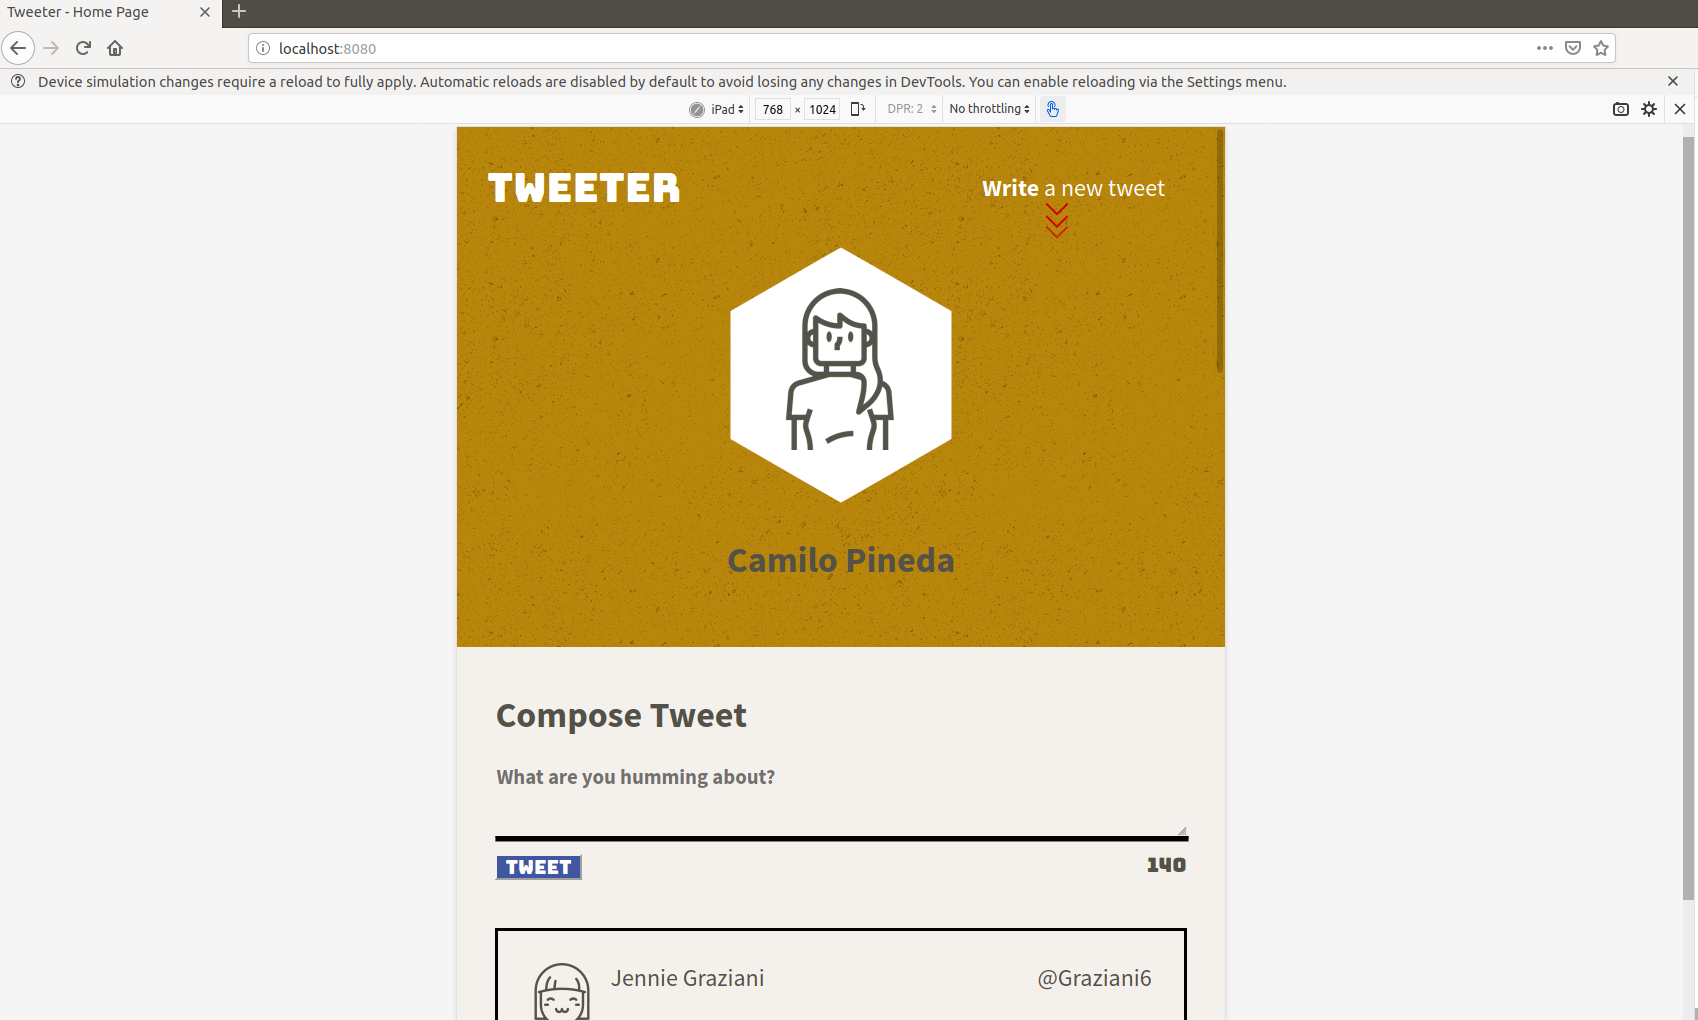 Tweeter - Home Page
localhost:8080
Device simulation changes require a reload to fully apply. Automatic reloads are disabled by default to avoid losing any changes in DevTools. You can enable reloading via the Settings menu.
iPad 768 × 1024 DPR: 2 No throttling
TWEETER
Write a new tweet
Camilo Pineda
Compose Tweet
What are you humming about?
TWEET 140
Jennie Graziani @Graziani6